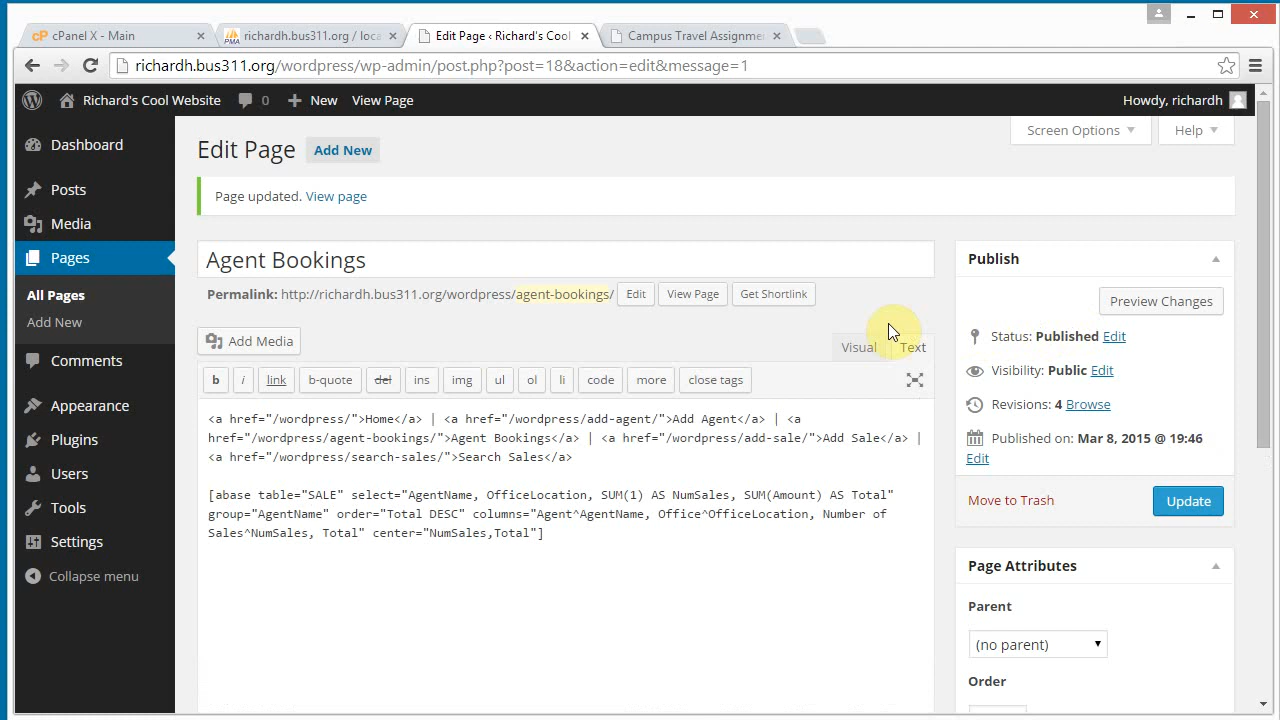 cP cPanel X - Main
PMA richardh.bus311.org / loca
Edit Page ‹ Richard's Cool
Campus Travel Assignme
richardh.bus311.org/wordpress/wp-admin/post.php?post=18&action=edit&message=1
Richard's Cool Website 0 New View Page Howdy, richardh
Screen Options Help
Dashboard
Posts
Media
Pages
All Pages
Add New
Comments
Appearance
Plugins
Users
Tools
Settings
Collapse menu
Edit Page Add New
Page updated. View page
Agent Bookings
Permalink: http://richardh.bus311.org/wordpress/agent-bookings/ Edit View Page Get Shortlink
Add Media
Visual Text
b i link b-quote del ins img ul ol li code more close tags
<a href="/wordpress/">Home</a> | <a href="/wordpress/add-agent/">Add Agent</a> | <a
href="/wordpress/agent-bookings/">Agent Bookings</a> | <a href="/wordpress/add-sale/">Add Sale</a> |
<a href="/wordpress/search-sales/">Search Sales</a>
[abase table="SALE" select="AgentName, OfficeLocation, SUM(1) AS NumSales, SUM(Amount) AS Total"
group="AgentName" order="Total DESC" columns="Agent^AgentName, Office^OfficeLocation, Number of
Sales^NumSales, Total" center="NumSales,Total"]
Publish
Preview Changes
Status: Published Edit
Visibility: Public Edit
Revisions: 4 Browse
Published on: Mar 8, 2015 @ 19:46
Edit
Move to Trash Update
Page Attributes
Parent
(no parent)
Order